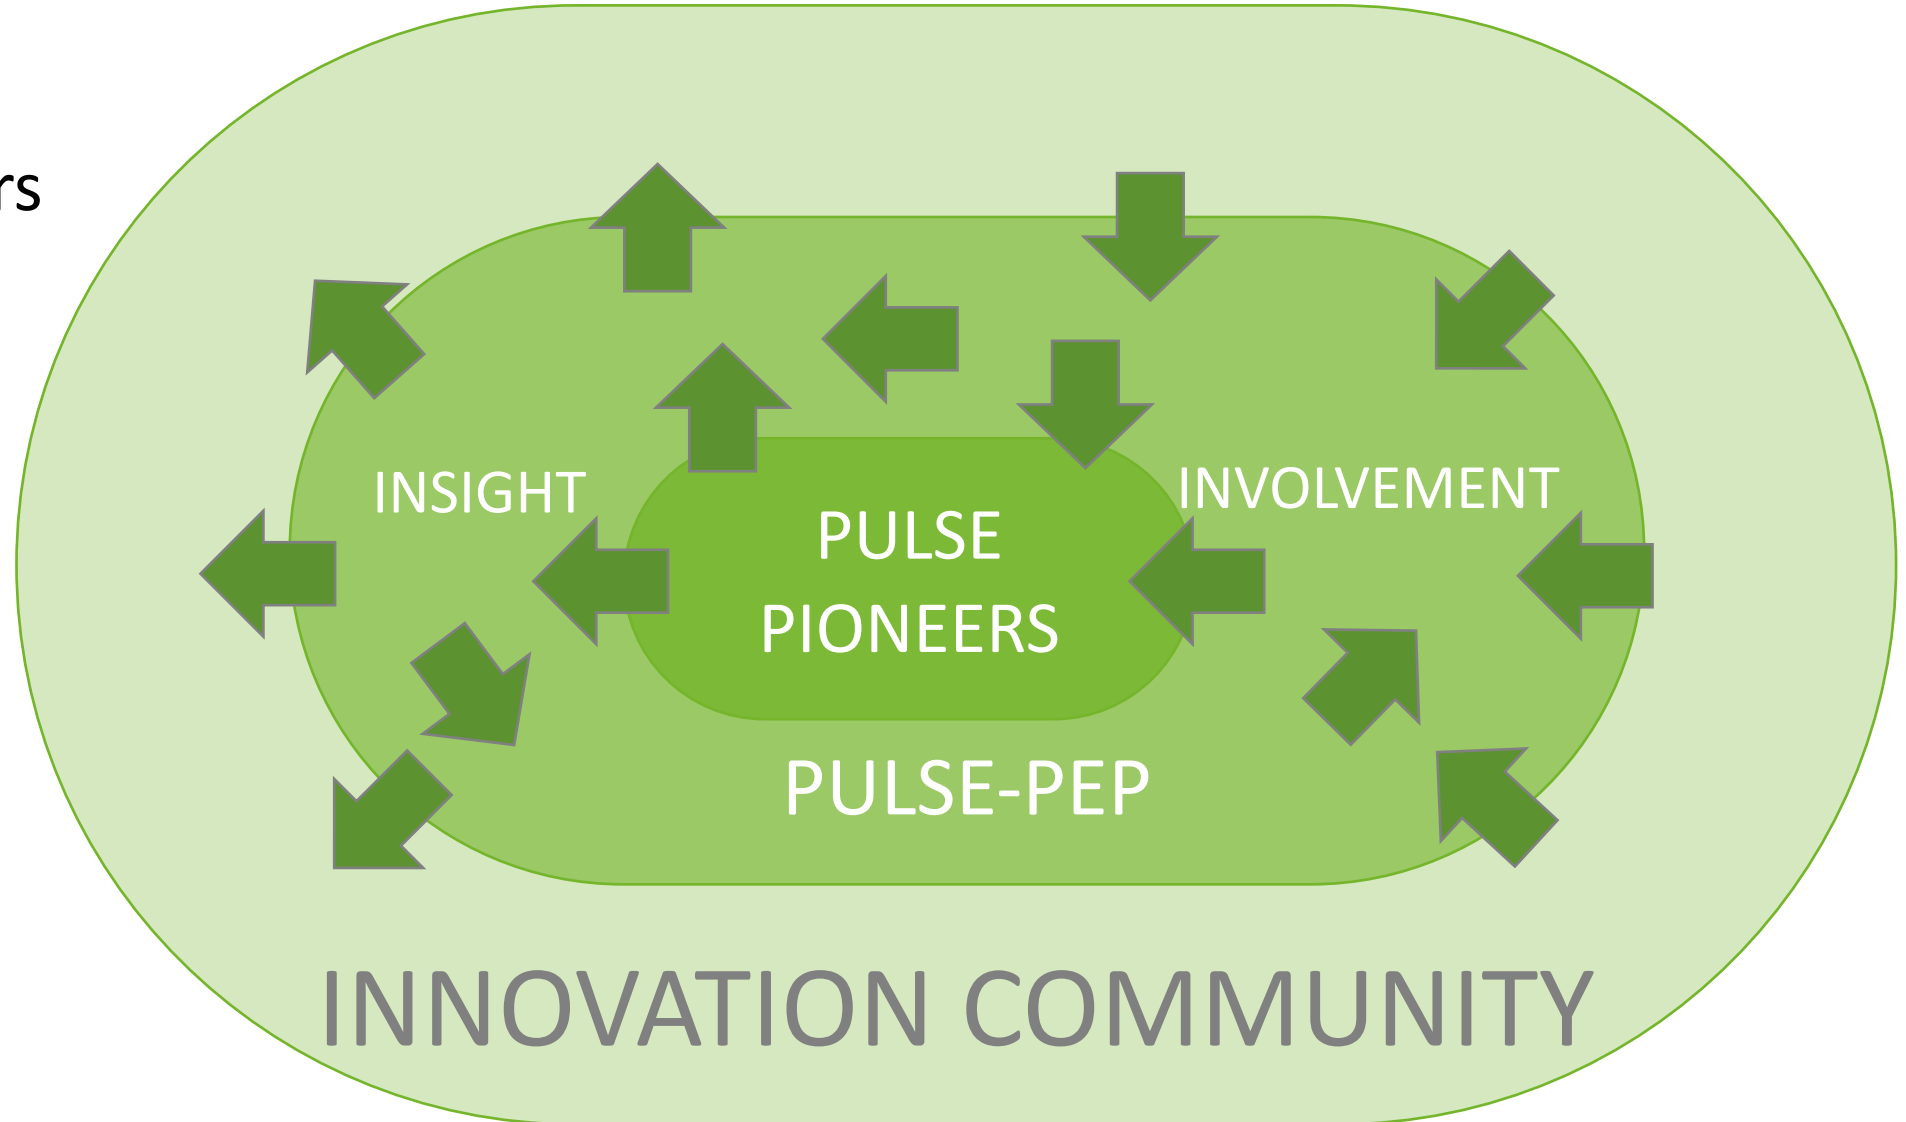 rs
INSIGHT
INVOLVEMENT
PULSE
PIONEERS
PULSE-PEP
INNOVATION COMMUNITY